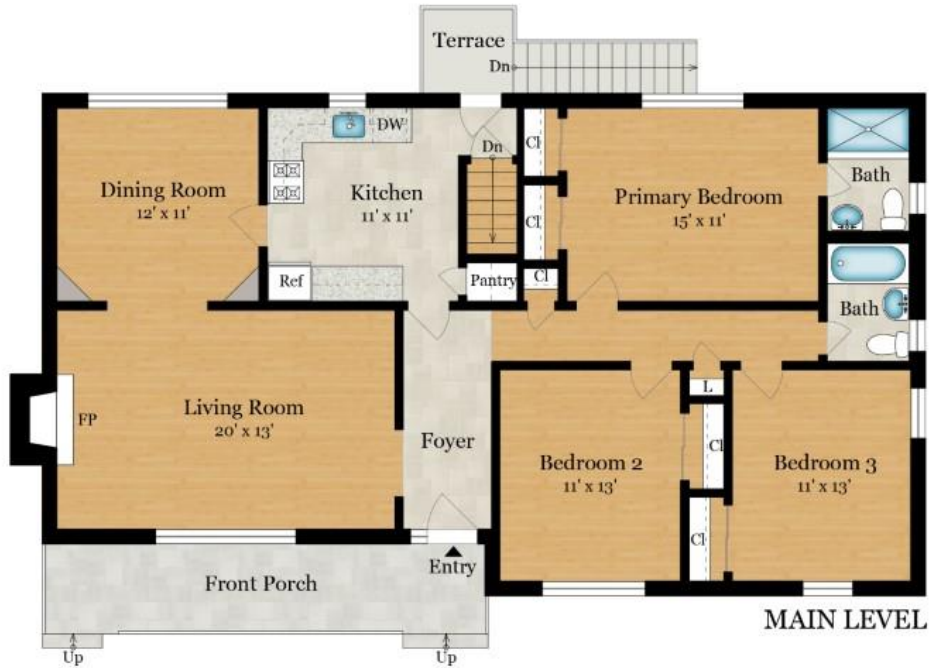 Terrace
Dn
DW
Dn
Cl
Dining Room
12' x 11'
Kitchen
11' x 11'
Primary Bedroom
15' x 11'
Bath
Cl
Ref
Pantry
Cl
Bath
L
FP
Living Room
20' x 13'
Foyer
Bedroom 2
11' x 13'
Cl
Bedroom 3
11' x 13'
Cl
Front Porch
Entry
MAIN LEVEL
Up
Up